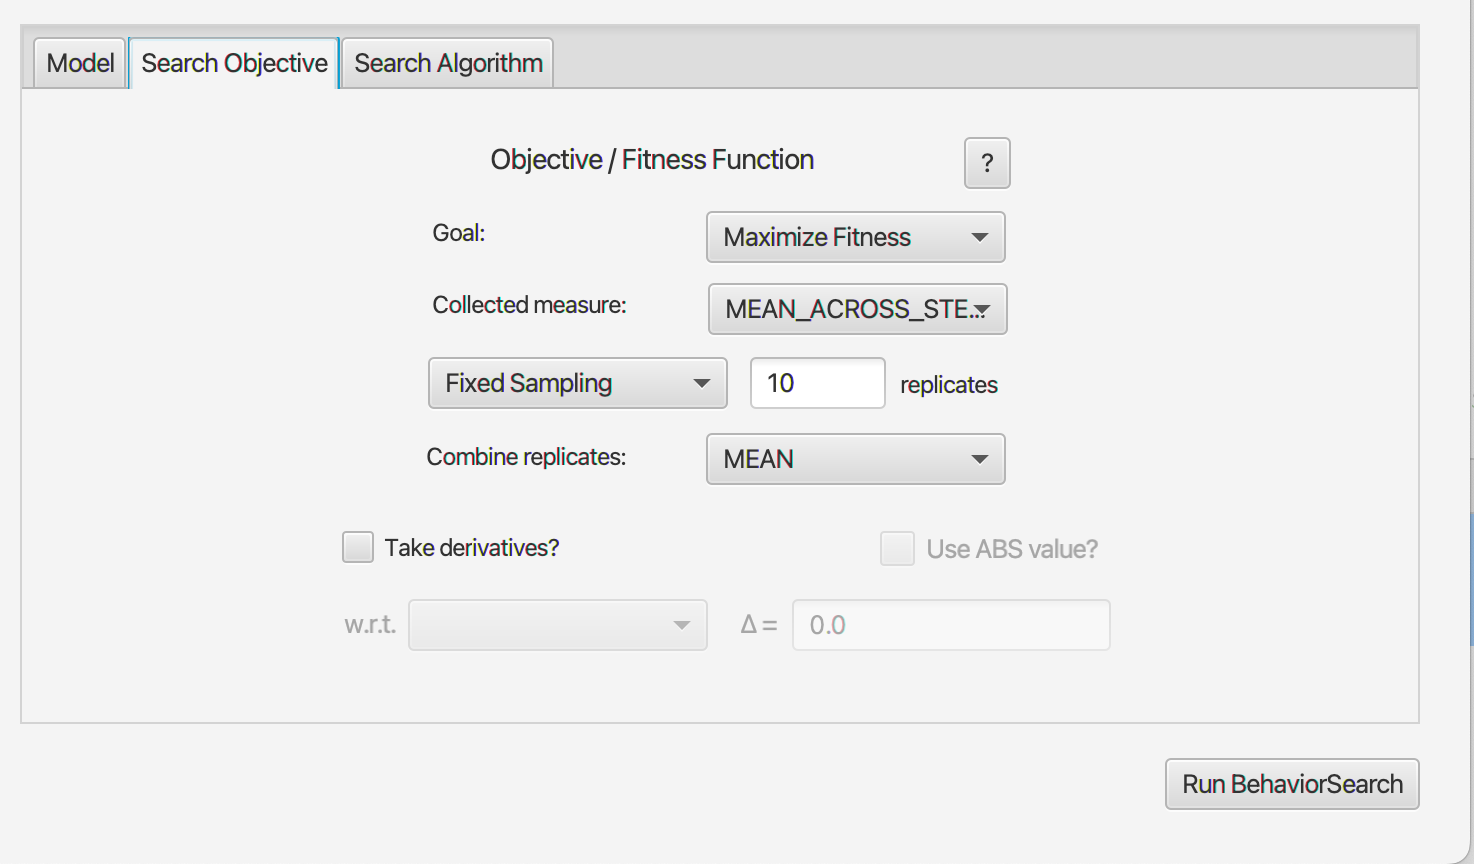 Model Search Objective Search Algorithm
Objective / Fitness Function ?
Goal: Maximize Fitness
Collected measure: MEAN_ACROSS_STE...
Fixed Sampling 10 replicates
Combine replicates: MEAN
Take derivatives? Use ABS value?
w.r.t. Δ = 0.0
Run BehaviorSearch